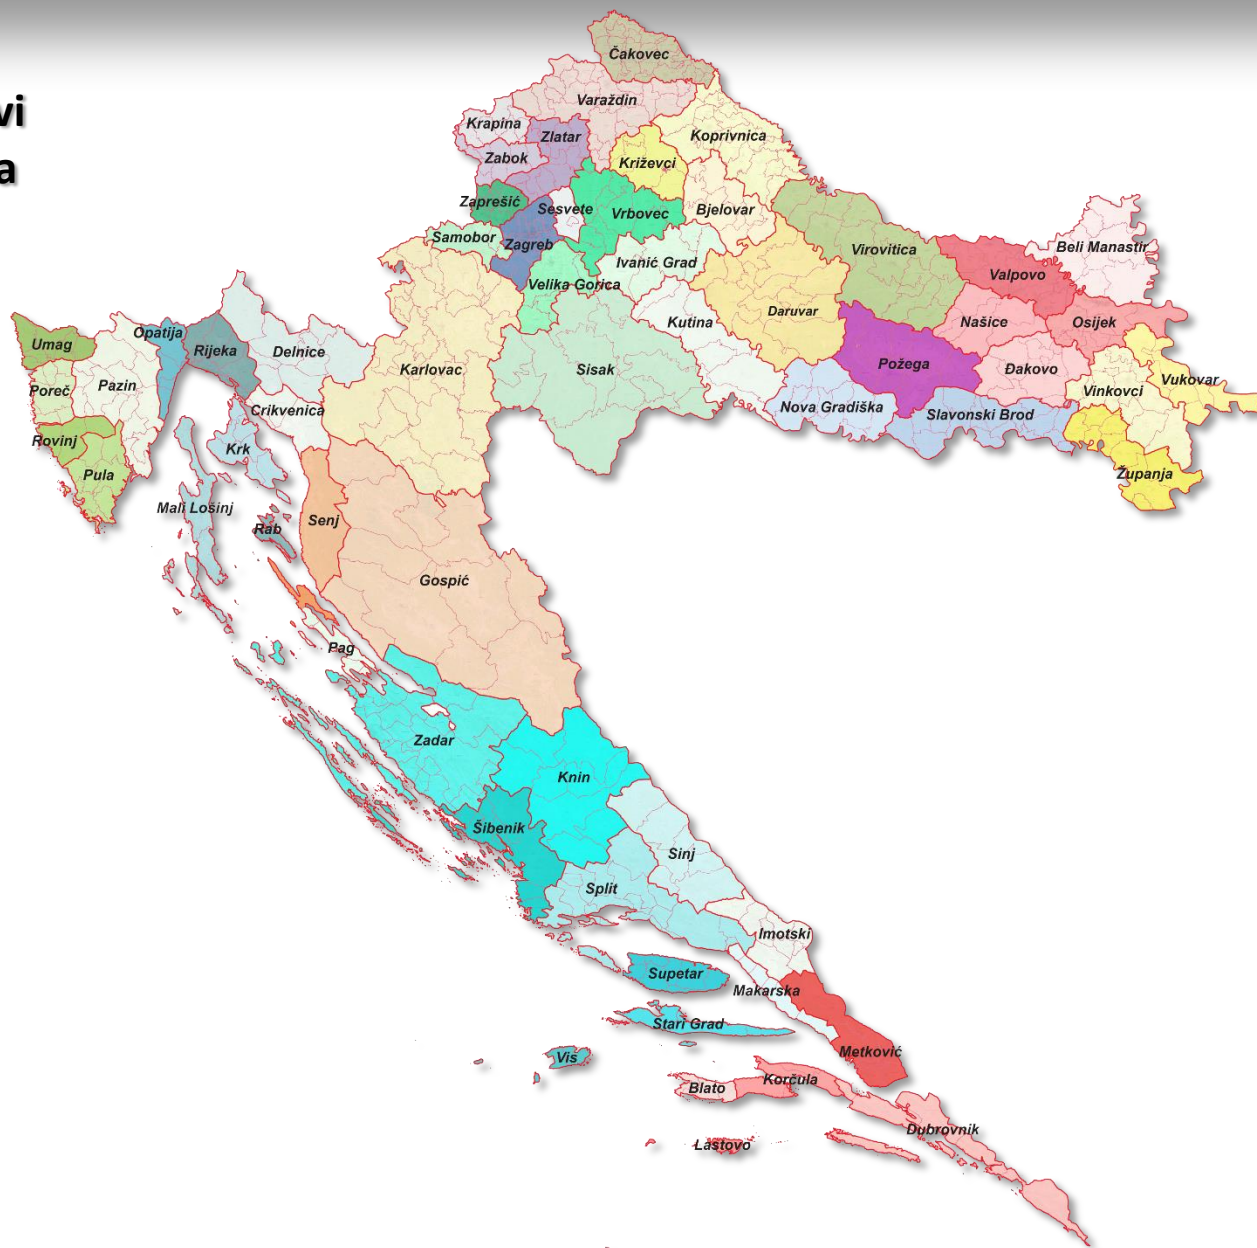 vi
a
Čakovec
Varaždin
Krapina
Zlatar
Koprivnica
Zabok
Križevci
Zaprešić
Sesvete
Vrbovec
Bjelovar
Samobor
Zagreb
Ivanić Grad
Virovitica
Beli Manastir
Valpovo
Velika Gorica
Kutina
Daruvar
Našice
Osijek
Umag
Opatija
Rijeka
Delnice
Karlovac
Sisak
Požega
Đakovo
Vukovar
Poreč
Pazin
Vinkovci
Crikvenica
Nova Gradiška
Slavonski Brod
Rovinj
Krk
Pula
Županja
Mali Lošinj
Rab
Senj
Gospić
Pag
Zadar
Knin
Šibenik
Sinj
Split
Imotski
Supetar
Makarska
Stari Grad
Metković
Vis
Korčula
Blato
Dubrovnik
Lastovo